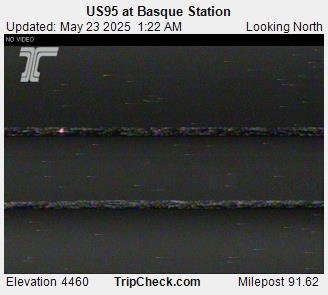 US95 at Basque Station
Updated: May 23 2025 1:22 AM Looking North
NO VIDEO
Elevation 4460 TripCheck.com Milepost 91.62